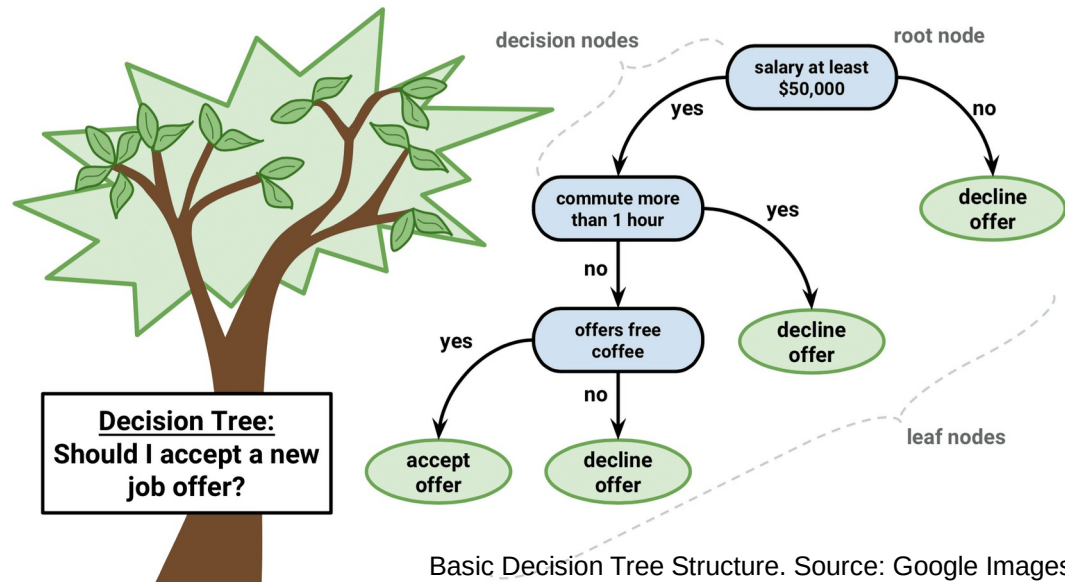 decision nodes
root node
salary at least
$50,000
yes
no
commute more
than 1 hour
yes
decline
offer
no
offers free
coffee
decline
offer
yes
no
Decision Tree:
Should I accept a new
job offer?
accept
offer
decline
offer
leaf nodes
Basic Decision Tree Structure. Source: Google Images